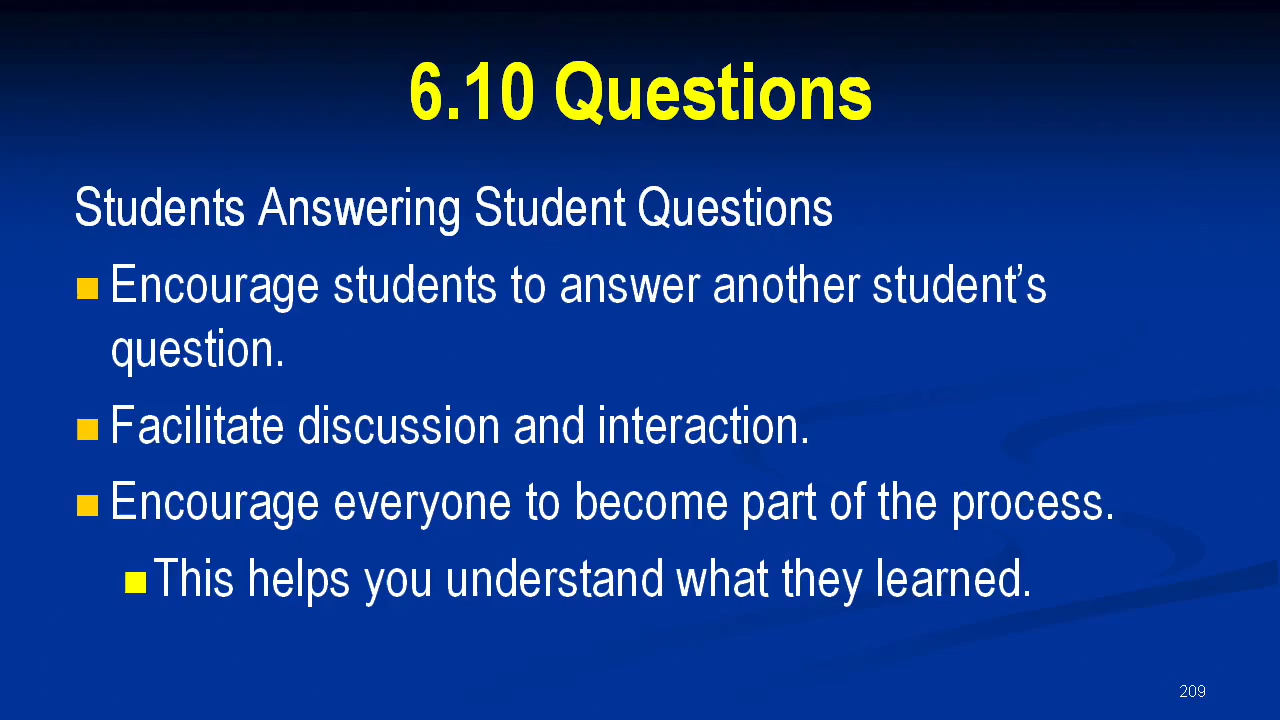 6.10 Questions
Students Answering Student Questions
Encourage students to answer another student’s
question.
Facilitate discussion and interaction.
Encourage everyone to become part of the process.
This helps you understand what they learned.
209